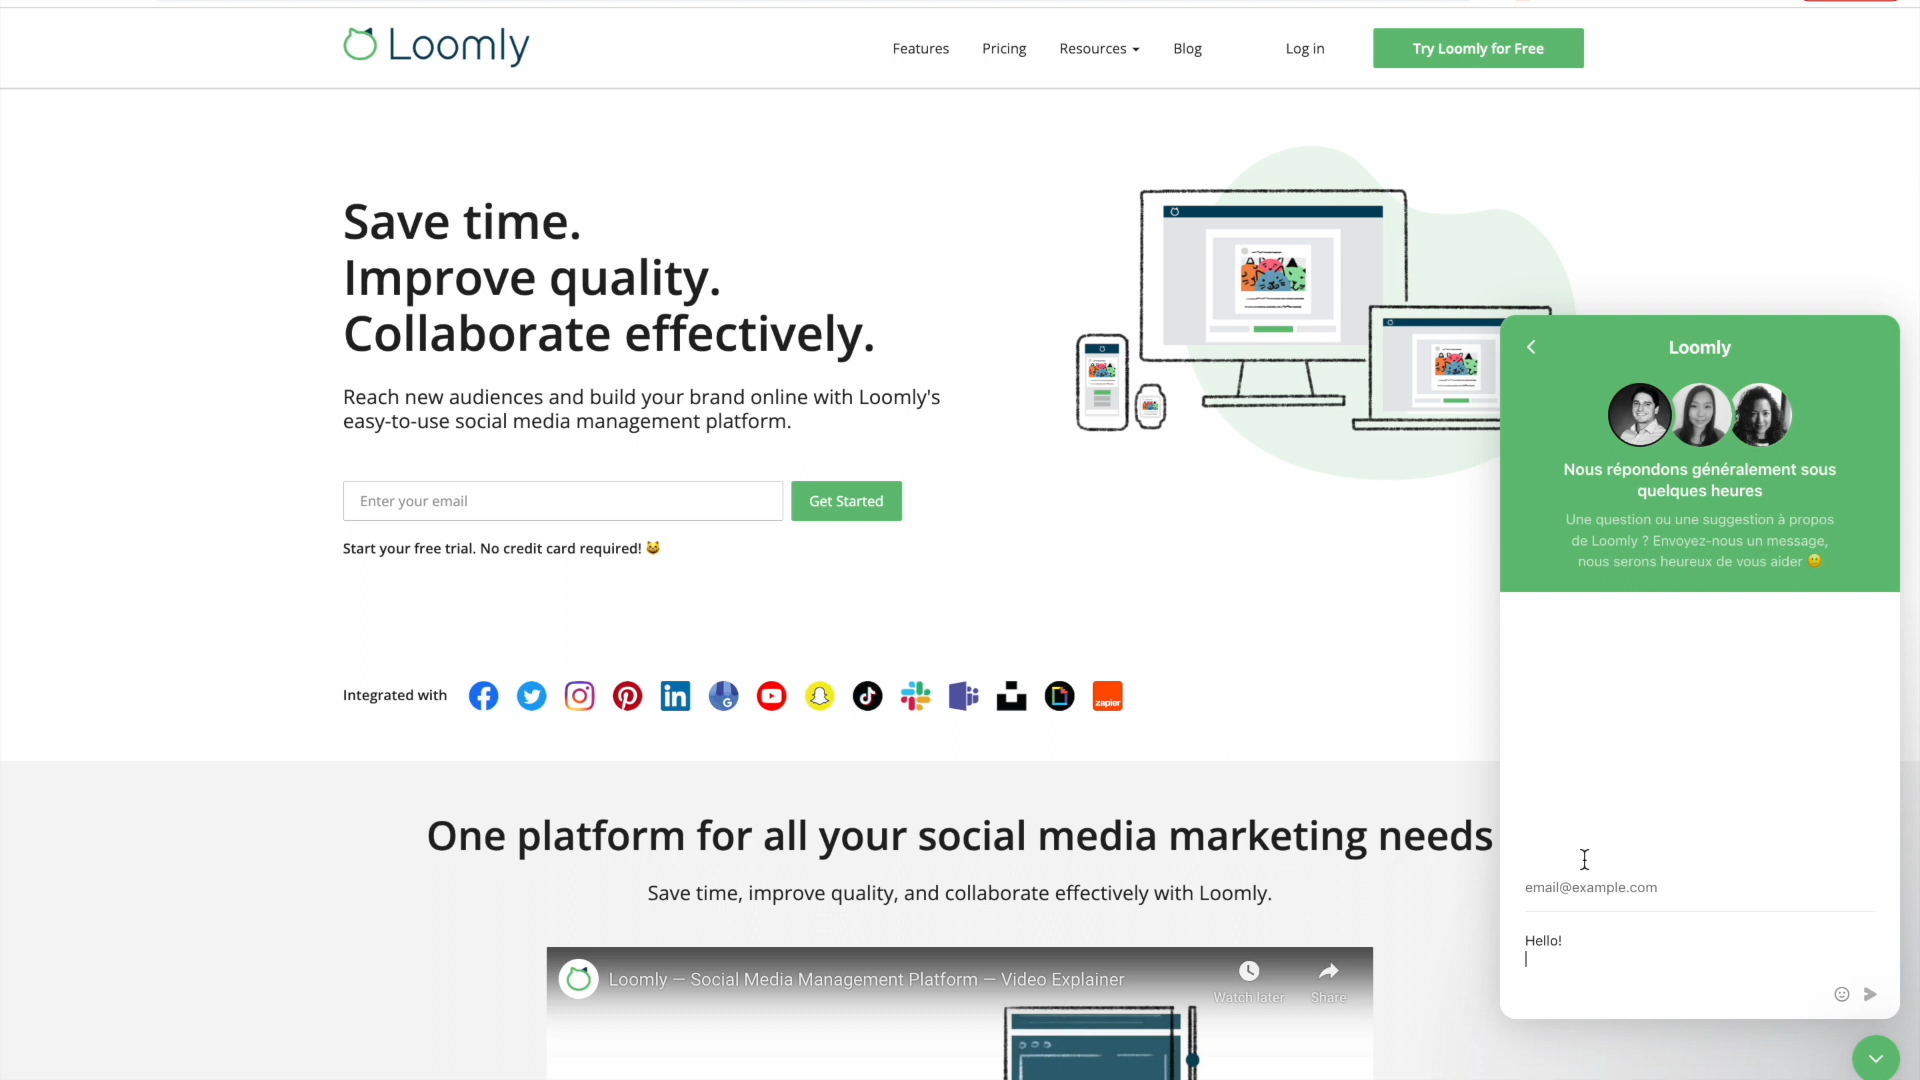 Loomly
Features
Pricing
Resources
Blog
Log in
Try Loomly for Free
Save time.
Improve quality.
Collaborate effectively.
Reach new audiences and build your brand online with Loomly's
easy-to-use social media management platform.
Enter your email
Get Started
Start your free trial. No credit card required! 😺
Integrated with
zapier
One platform for all your social media marketing needs
Save time, improve quality, and collaborate effectively with Loomly.
Loomly — Social Media Management Platform — Video Explainer
Watch later
Share
Loomly
Nous répondons généralement sous
quelques heures
Une question ou une suggestion à propos
de Loomly ? Envoyez-nous un message,
nous serons heureux de vous aider 🙂
email@example.com
Hello!